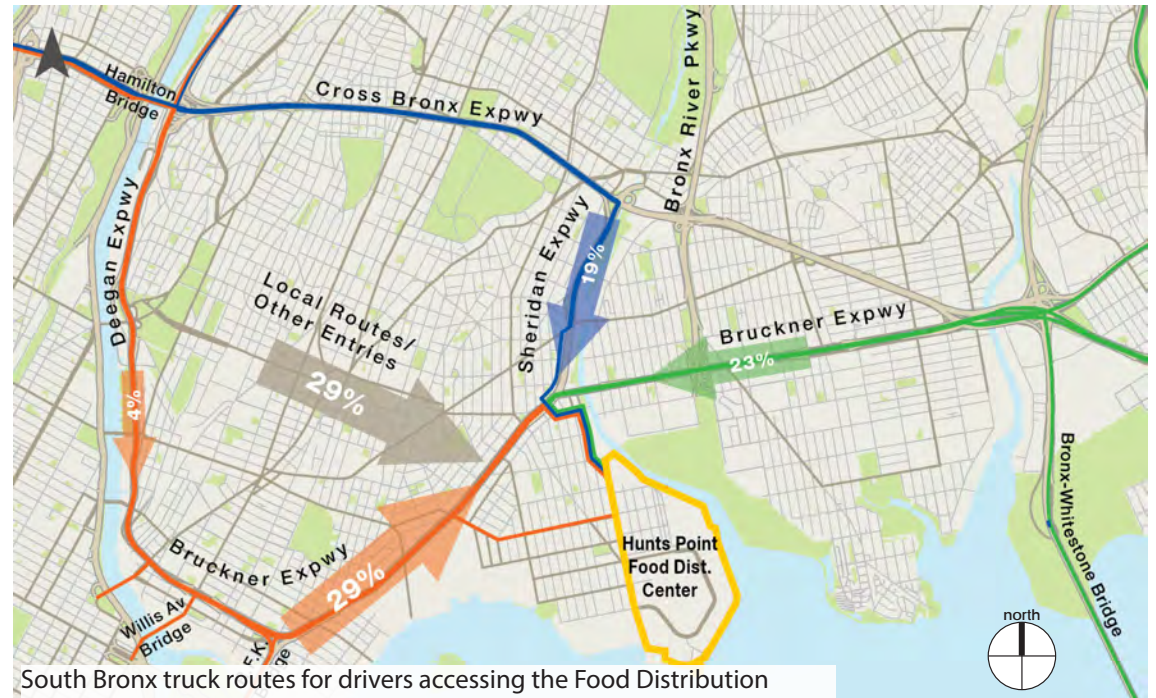 Hamilton
Bridge
Cross Bronx Expwy
Bronx River Pkwy
Deegan Expwy
Sheridan Expwy
19%
Local Routes/
Other Entries
29%
Bruckner Expwy
23%
4%
Bruckner Expwy
29%
Willis Av
Bridge
Hunts Point
Food Dist.
Center
Bronx-Whitestone Bridge
north
South Bronx truck routes for drivers accessing the Food Distribution